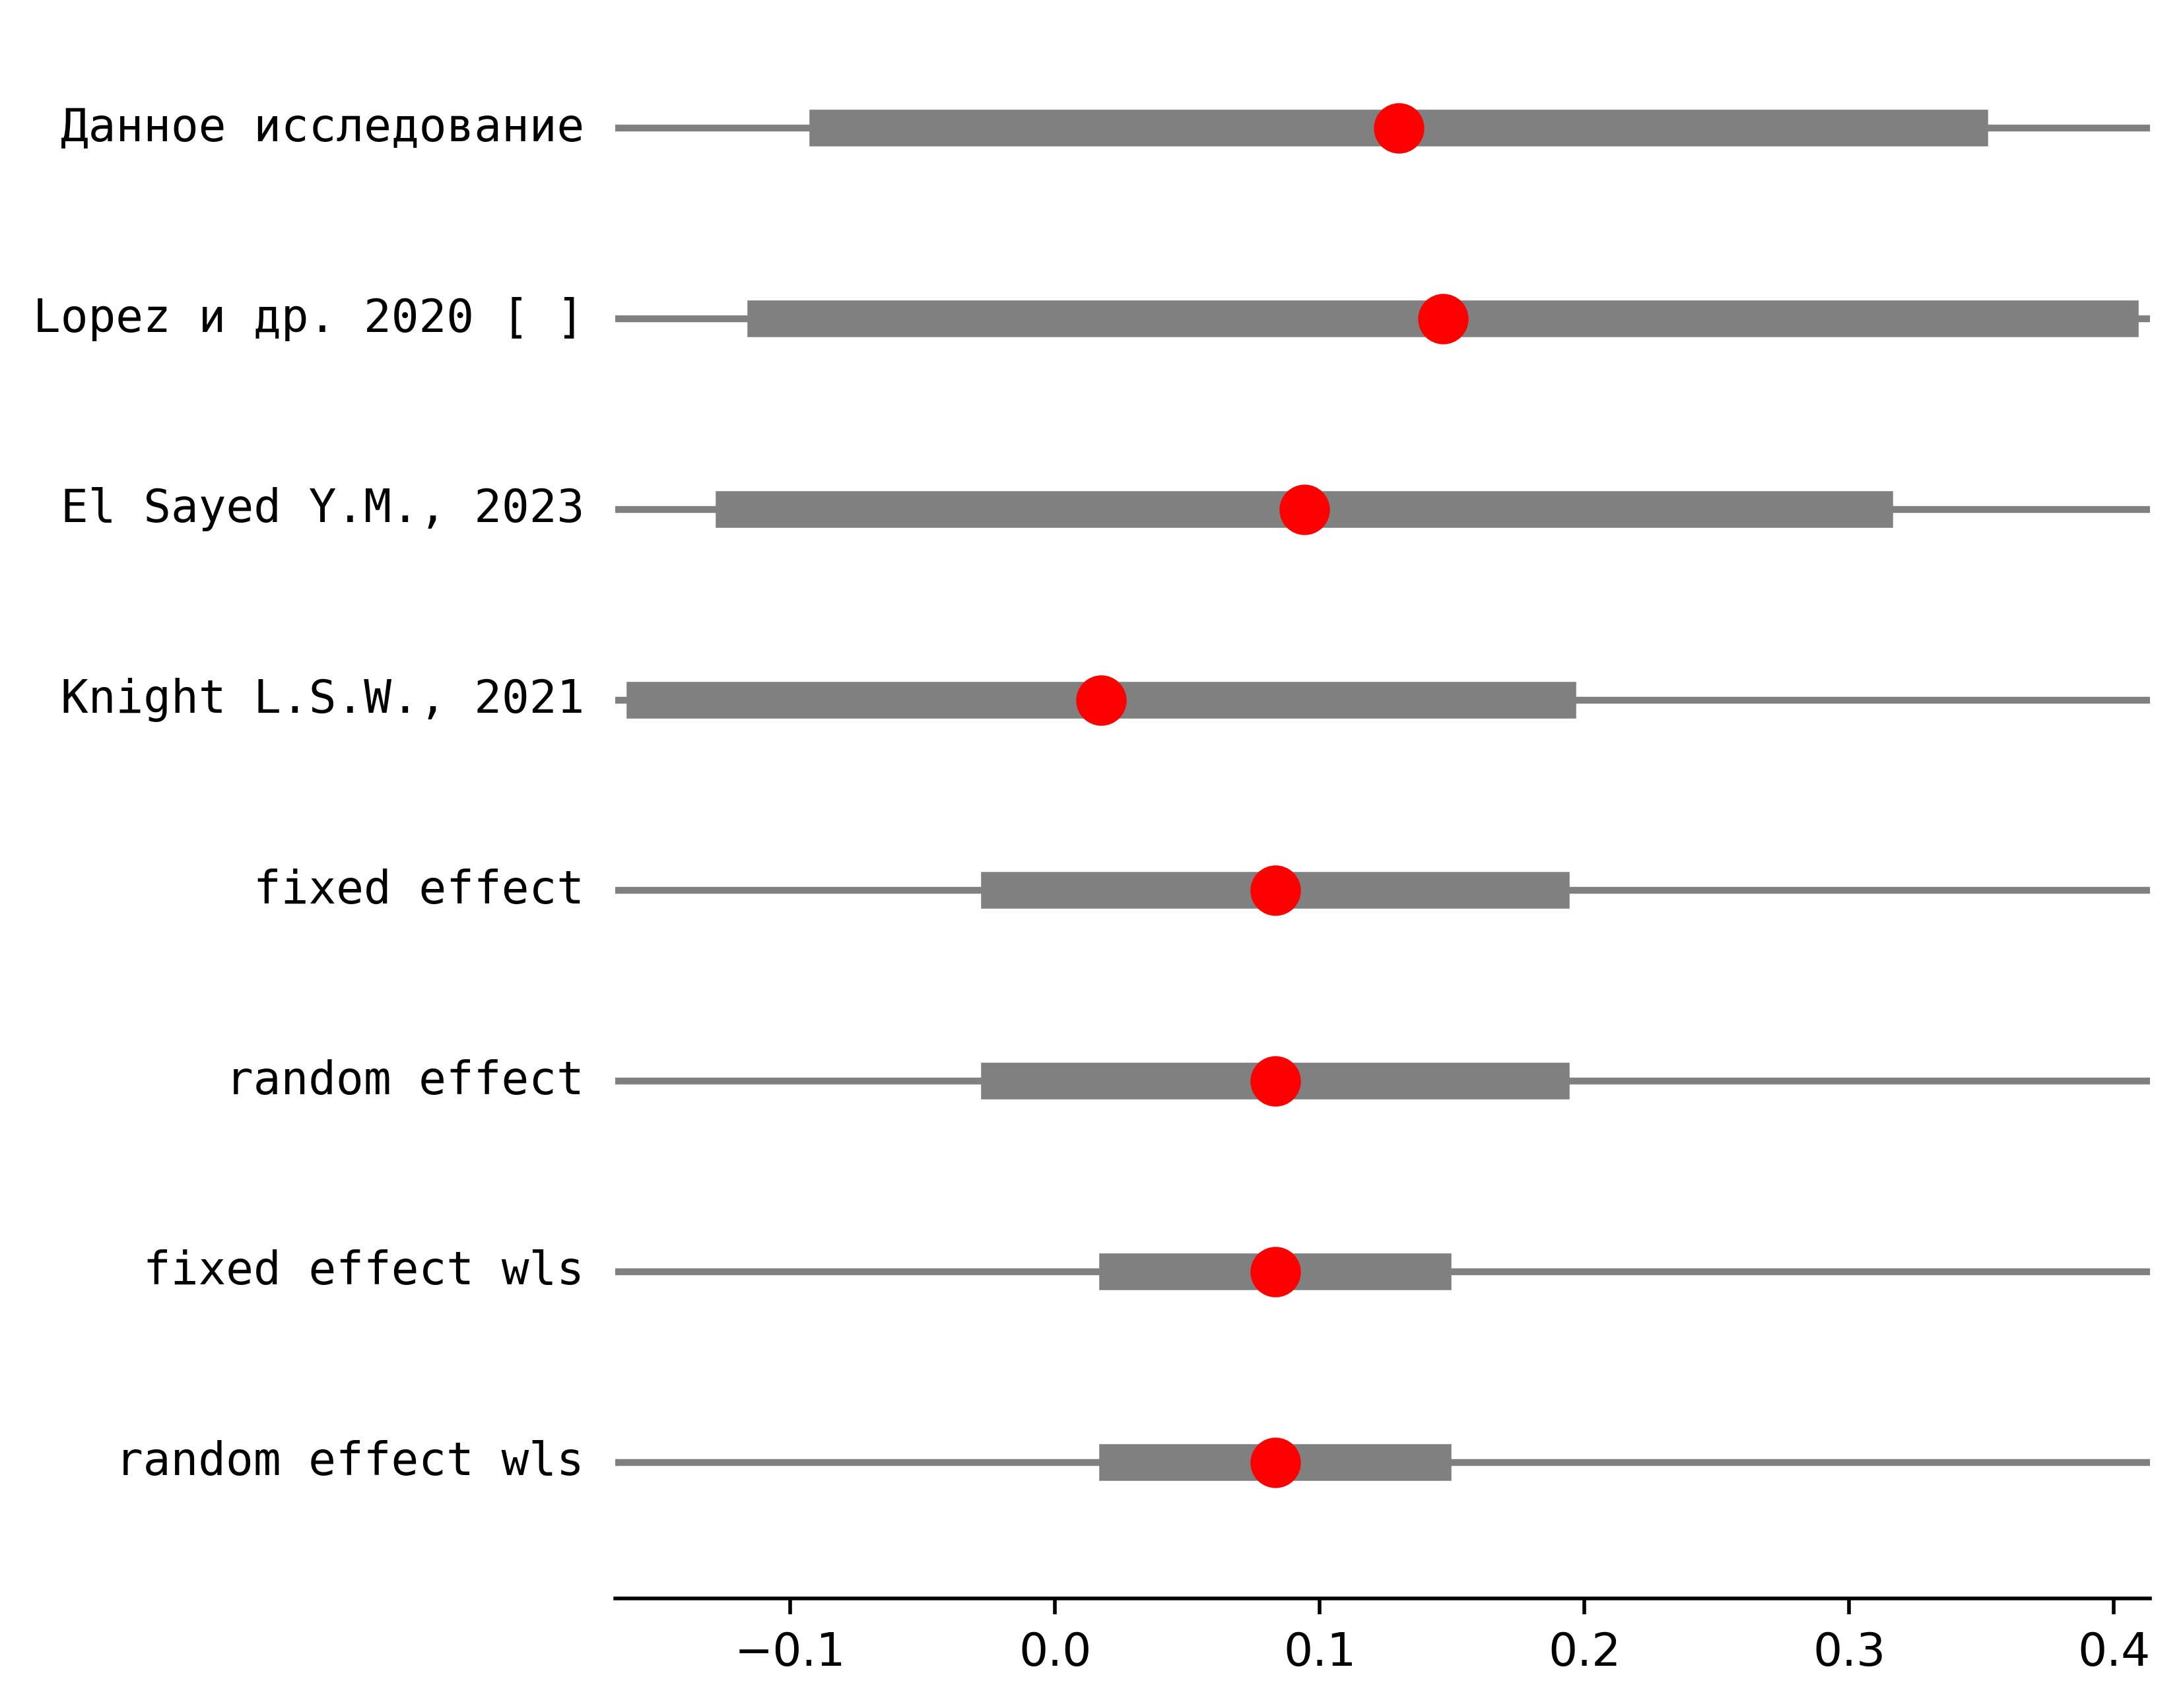 Данное исследование
Lopez и др. 2020 [ ]
El Sayed Y.M., 2023
Knight L.S.W., 2021
fixed effect
random effect
fixed effect wls
random effect wls
−0.1 0.0 0.1 0.2 0.3 0.4